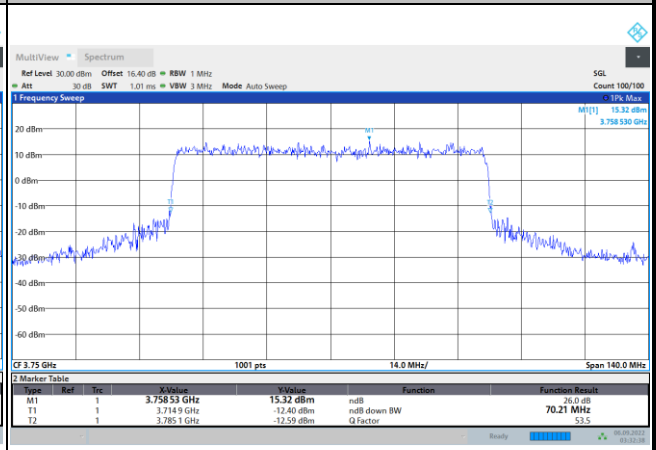 MultiView Spectrum
Ref Level 30.00 dBm Offset 16.40 dB RBW 1 MHz SGL
Att 30 dB SWT 1.01 ms VBW 3 MHz Mode Auto Sweep Count 100/100
1 Frequency Sweep 1Pk Max
M1[1] 15.32 dBm
3.758 530 GHz
20 dBm
M1
10 dBm
0 dBm
T1 T2
-10 dBm
-20 dBm
-30 dBm
-40 dBm
-50 dBm
-60 dBm
CF 3.75 GHz 1001 pts 14.0 MHz/ Span 140.0 MHz
2 Marker Table
Type Ref Trc X-Value Y-Value Function Function Result
M1 1 3.758 53 GHz 15.32 dBm ndB 26.0 dB
T1 1 3.714 9 GHz -12.40 dBm ndB down BW 70.21 MHz
T2 1 3.785 1 GHz -12.59 dBm Q Factor 53.5
Ready 06.09.2022
03:32:38